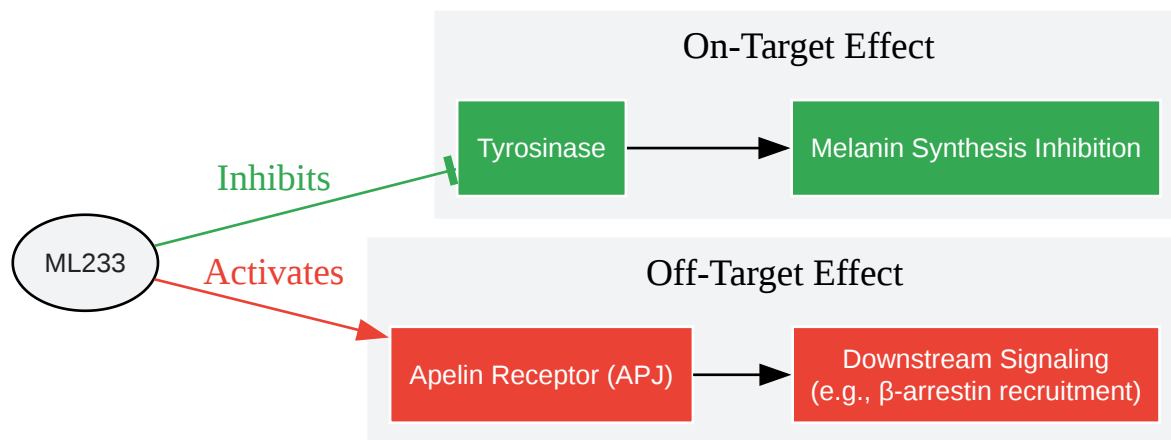 On-Target Effect
Tyrosinase
Melanin Synthesis Inhibition
Inhibits
ML233
Activates
Off-Target Effect
Apelin Receptor (APJ)
Downstream Signaling
(e.g., β-arrestin recruitment)